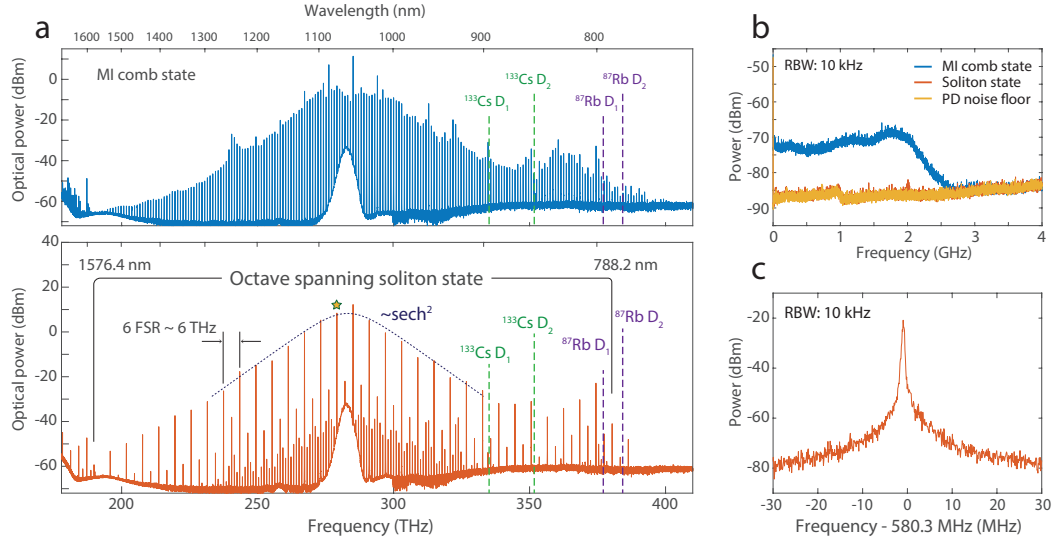 a
Wavelength (nm)
1600 1500 1400 1300 1200 1100 1000 900 800
MI comb state
Optical power (dBm)
0
-20
-40
-60
¹³³Cs D₂
¹³³Cs D₁
⁸⁷Rb D₂
⁸⁷Rb D₁
Optical power (dBm)
40
20
0
-20
-40
-60
1576.4 nm
788.2 nm
Octave spanning soliton state
~sech²
6 FSR ~ 6 THz
¹³³Cs D₂
¹³³Cs D₁
⁸⁷Rb D₂
⁸⁷Rb D₁
200 250 300 350 400
Frequency (THz)
b
RBW: 10 kHz
MI comb state
Soliton state
PD noise floor
Power (dBm)
-50
-60
-70
-80
-90
0 1 2 3 4
Frequency (GHz)
c
RBW: 10 kHz
Power (dBm)
-20
-40
-60
-80
-30 -20 -10 0 10 20 30
Frequency - 580.3 MHz (MHz)